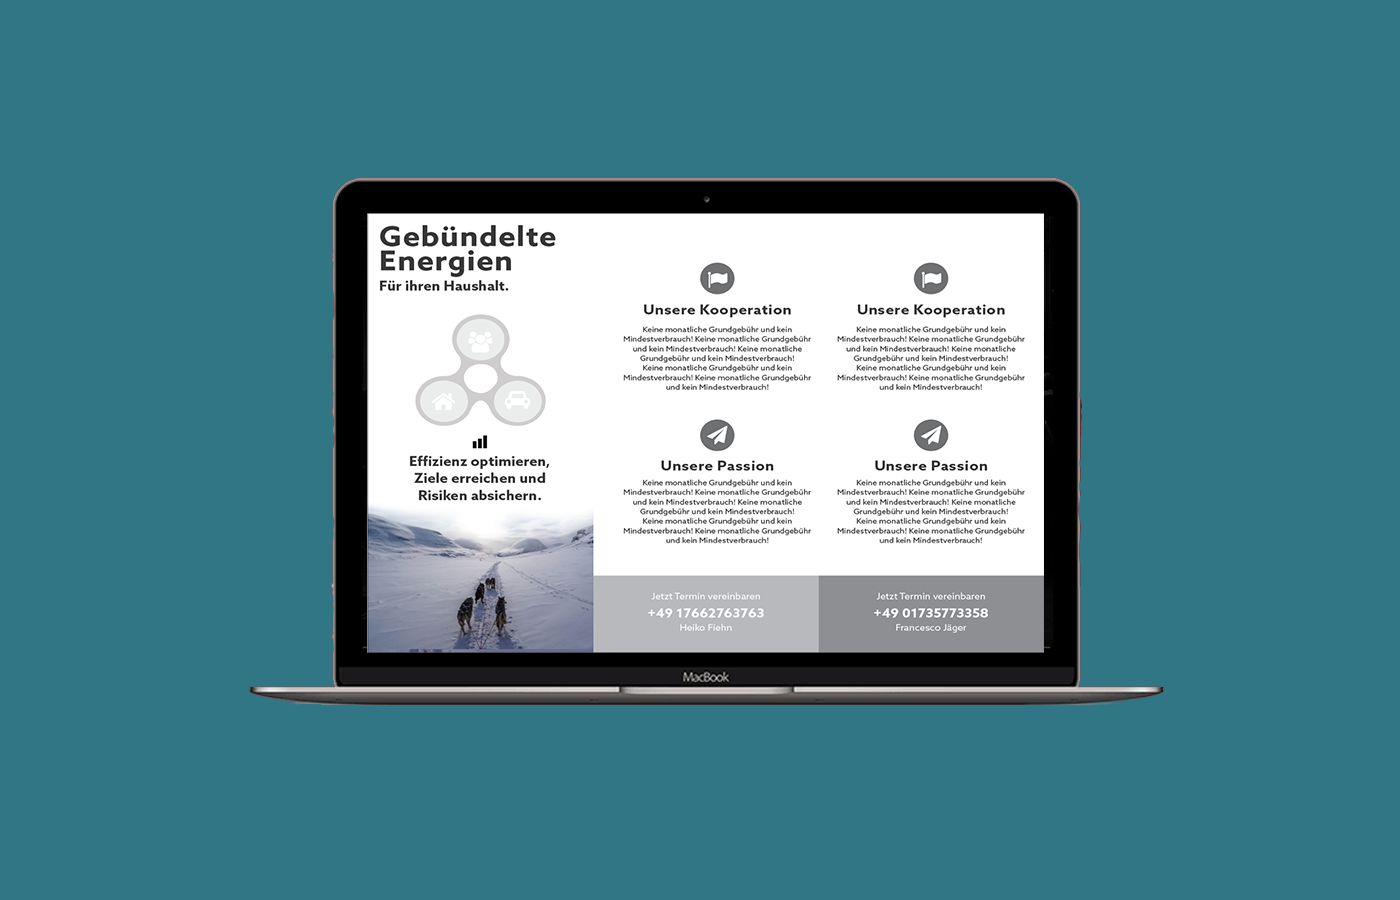 Gebündelte
Energien
Für ihren Haushalt.
Effizienz optimieren,
Ziele erreichen und
Risiken absichern.
Unsere Kooperation
Keine monatliche Grundgebühr und kein
Mindestverbrauch! Keine monatliche Grundgebühr
und kein Mindestverbrauch! Keine monatliche
Grundgebühr und kein Mindestverbrauch!
Keine monatliche Grundgebühr und kein
Mindestverbrauch! Keine monatliche Grundgebühr
und kein Mindestverbrauch!
Unsere Kooperation
Keine monatliche Grundgebühr und kein
Mindestverbrauch! Keine monatliche Grundgebühr
und kein Mindestverbrauch! Keine monatliche
Grundgebühr und kein Mindestverbrauch!
Keine monatliche Grundgebühr und kein
Mindestverbrauch! Keine monatliche Grundgebühr
und kein Mindestverbrauch!
Unsere Passion
Keine monatliche Grundgebühr und kein
Mindestverbrauch! Keine monatliche Grundgebühr
und kein Mindestverbrauch! Keine monatliche
Grundgebühr und kein Mindestverbrauch!
Keine monatliche Grundgebühr und kein
Mindestverbrauch! Keine monatliche Grundgebühr
und kein Mindestverbrauch!
Unsere Passion
Keine monatliche Grundgebühr und kein
Mindestverbrauch! Keine monatliche Grundgebühr
und kein Mindestverbrauch! Keine monatliche
Grundgebühr und kein Mindestverbrauch!
Keine monatliche Grundgebühr und kein
Mindestverbrauch! Keine monatliche Grundgebühr
und kein Mindestverbrauch!
Jetzt Termin vereinbaren
+49 17662763763
Heiko Fiehn
Jetzt Termin vereinbaren
+49 01735773358
Francesco Jäger
MacBook